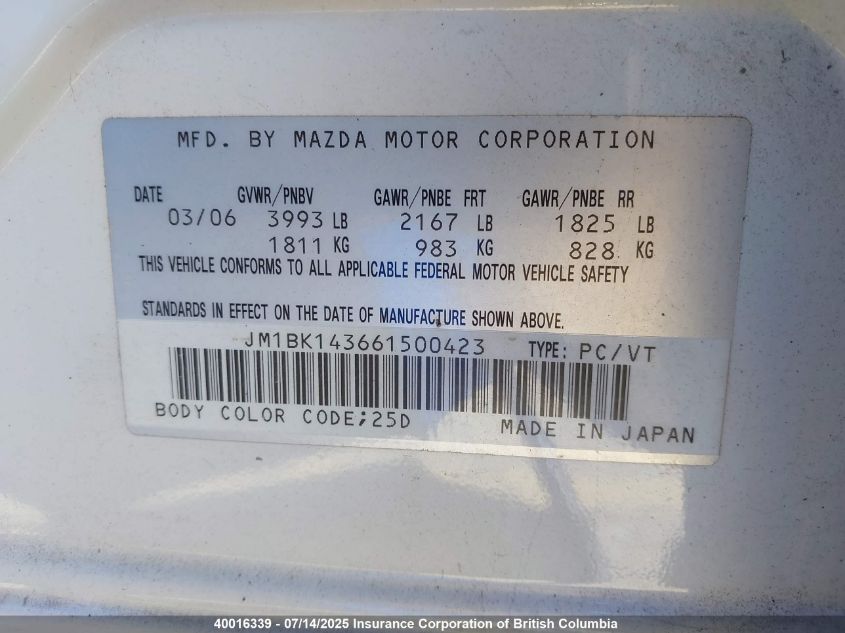 MFD. BY MAZDA MOTOR CORPORATION
DATE GVWR/PNBV GAWR/PNBE FRT GAWR/PNBE RR
03/06 3993 LB 2167 LB 1825 LB
1811 KG 983 KG 828 KG
THIS VEHICLE CONFORMS TO ALL APPLICABLE FEDERAL MOTOR VEHICLE SAFETY
STANDARDS IN EFFECT ON THE DATE OF MANUFACTURE SHOWN ABOVE.
JM1BK143661500423 TYPE: PC/VT
BODY COLOR CODE;25D MADE IN JAPAN
40016339 - 07/14/2025 Insurance Corporation of British Columbia